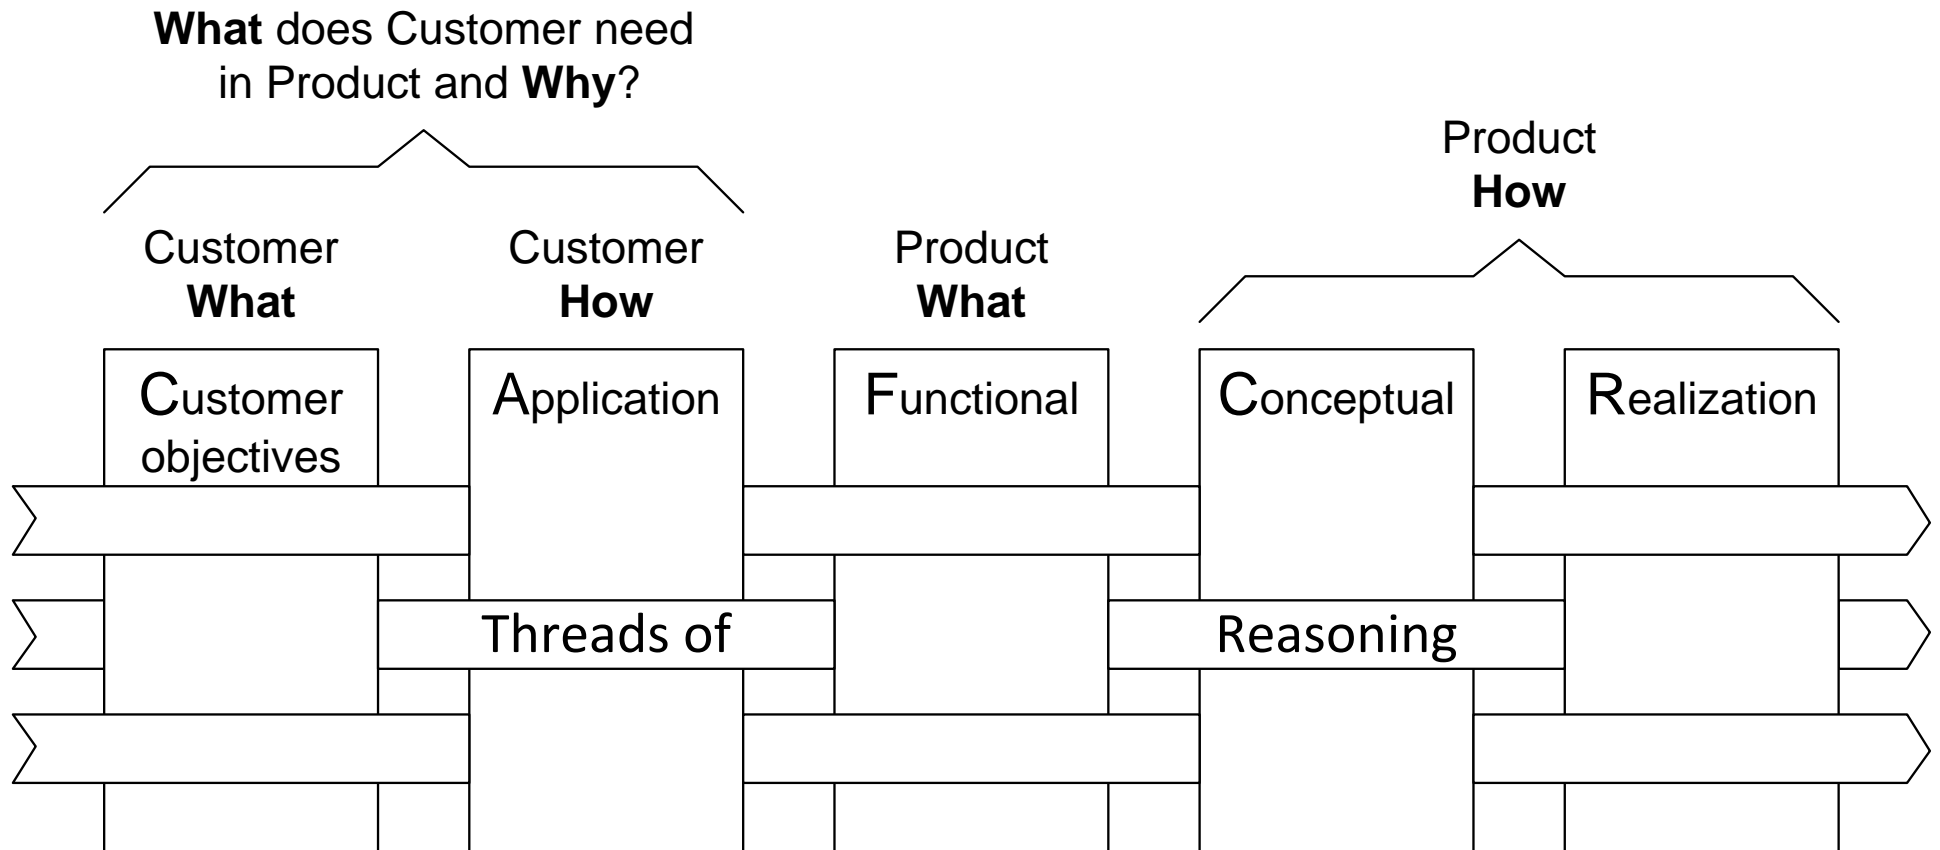 What does Customer need
in Product and Why?
Product
How
Customer
What
Customer
How
Product
What
Customer
objectives
Application
Functional
Conceptual
Realization
Threads of
Reasoning